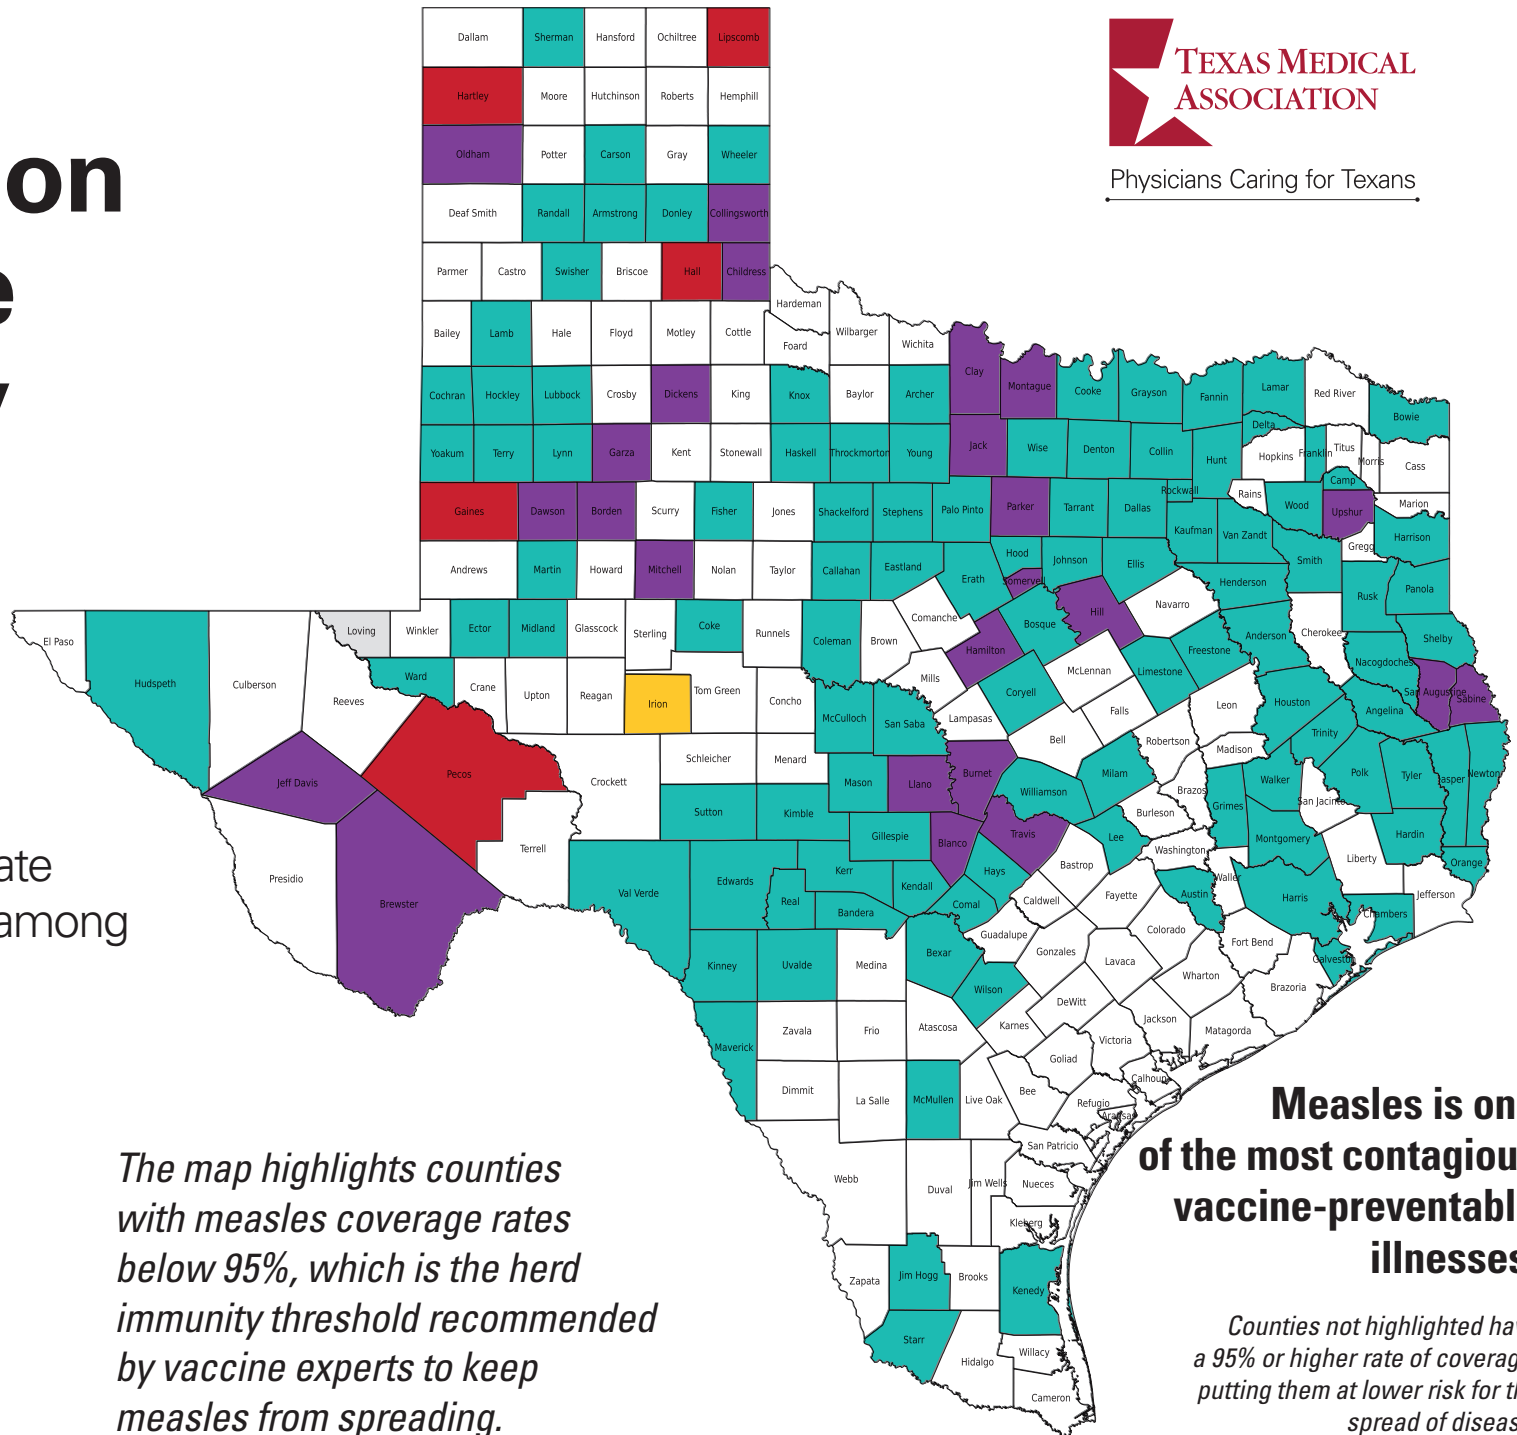 on
e
y
ate
among
TEXAS MEDICAL
ASSOCIATION
Physicians Caring for Texans
Dallam Sherman Hansford Ochiltree Lipscomb
Hartley Moore Hutchinson Roberts Hemphill
Oldham Potter Carson Gray Wheeler
Deaf Smith Randall Armstrong Donley Collingsworth
Parmer Castro Swisher Briscoe Hall Childress
Hardeman
Bailey Lamb Hale Floyd Motley Cottle Foard Wilbarger Wichita
Clay Montague Cooke Grayson Fannin Lamar Red River Bowie
Cochran Hockley Lubbock Crosby Dickens King Knox Baylor Archer
Delta
Yoakum Terry Lynn Garza Kent Stonewall Haskell Throckmorton Young Jack Wise Denton Collin Hunt Hopkins Franklin Titus Morris Cass
Rockwall Rains Camp
Gaines Dawson Borden Scurry Fisher Jones Shackelford Stephens Palo Pinto Parker Tarrant Dallas Kaufman Van Zandt Wood Upshur Marion
Gregg Harrison
Andrews Martin Howard Mitchell Nolan Taylor Callahan Eastland Erath Hood Johnson Ellis Henderson Smith Rusk Panola
Somervell Hill Navarro
El Paso Hudspeth Culberson Reeves Loving Winkler Ector Midland Glasscock Sterling Coke Runnels Coleman Brown Comanche Hamilton Bosque Freestone Anderson Cherokee Nacogdoches Shelby
Ward Crane Upton Reagan Irion Tom Green Concho McCulloch San Saba Mills Lampasas Coryell McLennan Limestone Falls Leon Houston Angelina San Augustine Sabine
Bell Robertson Madison Trinity
Jeff Davis Pecos Crockett Schleicher Menard Mason Llano Burnet Williamson Milam Brazos Grimes Walker San Jacinto Polk Tyler Jasper Newton
Presidio Brewster Terrell Sutton Kimble Gillespie Blanco Travis Lee Burleson Washington Montgomery Liberty Hardin Orange
Val Verde Edwards Kerr Kendall Hays Bastrop Fayette Austin Waller Harris Chambers Jefferson
Real Bandera Comal Caldwell Guadalupe Colorado Fort Bend Galveston
Kinney Uvalde Medina Bexar Wilson Gonzales Lavaca Wharton Brazoria
Maverick Zavala Frio Atascosa Karnes DeWitt Jackson Matagorda
Victoria Goliad Calhoun
Dimmit La Salle McMullen Live Oak Bee Refugio Aransas
San Patricio
Webb Duval Jim Wells Nueces
Kleberg
Zapata Jim Hogg Brooks Kenedy
Starr Hidalgo Willacy
Cameron
The map highlights counties
with measles coverage rates
below 95%, which is the herd
immunity threshold recommended
by vaccine experts to keep
measles from spreading.
Measles is on
of the most contagiou
vaccine-preventabl
illnesses
Counties not highlighted hav
a 95% or higher rate of coverag
putting them at lower risk for th
spread of diseas